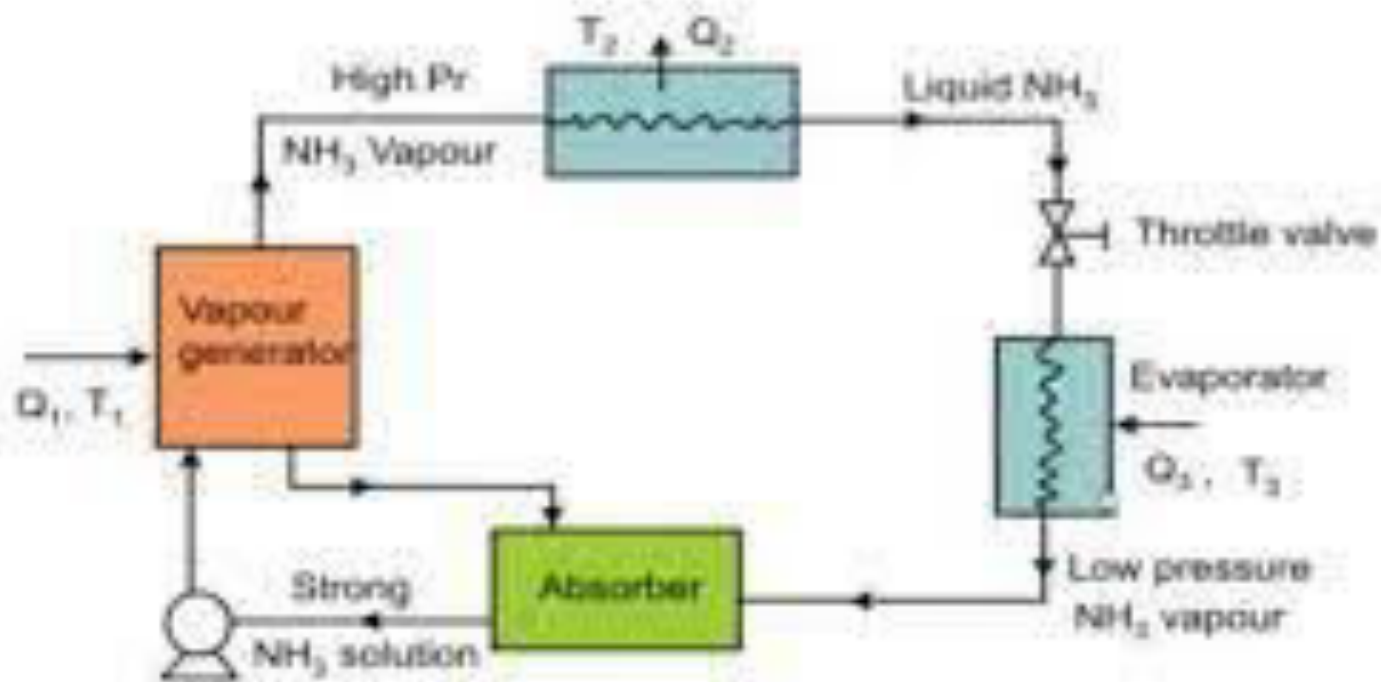 T₂ Q₂
High Pr
NH₃ Vapour
Liquid NH₃
Throttle valve
Vapour
generator
Q₁, T₁
Evaporator
Q₃ , T₃
Absorber
Strong
NH₃ solution
Low pressure
NH₃ vapour